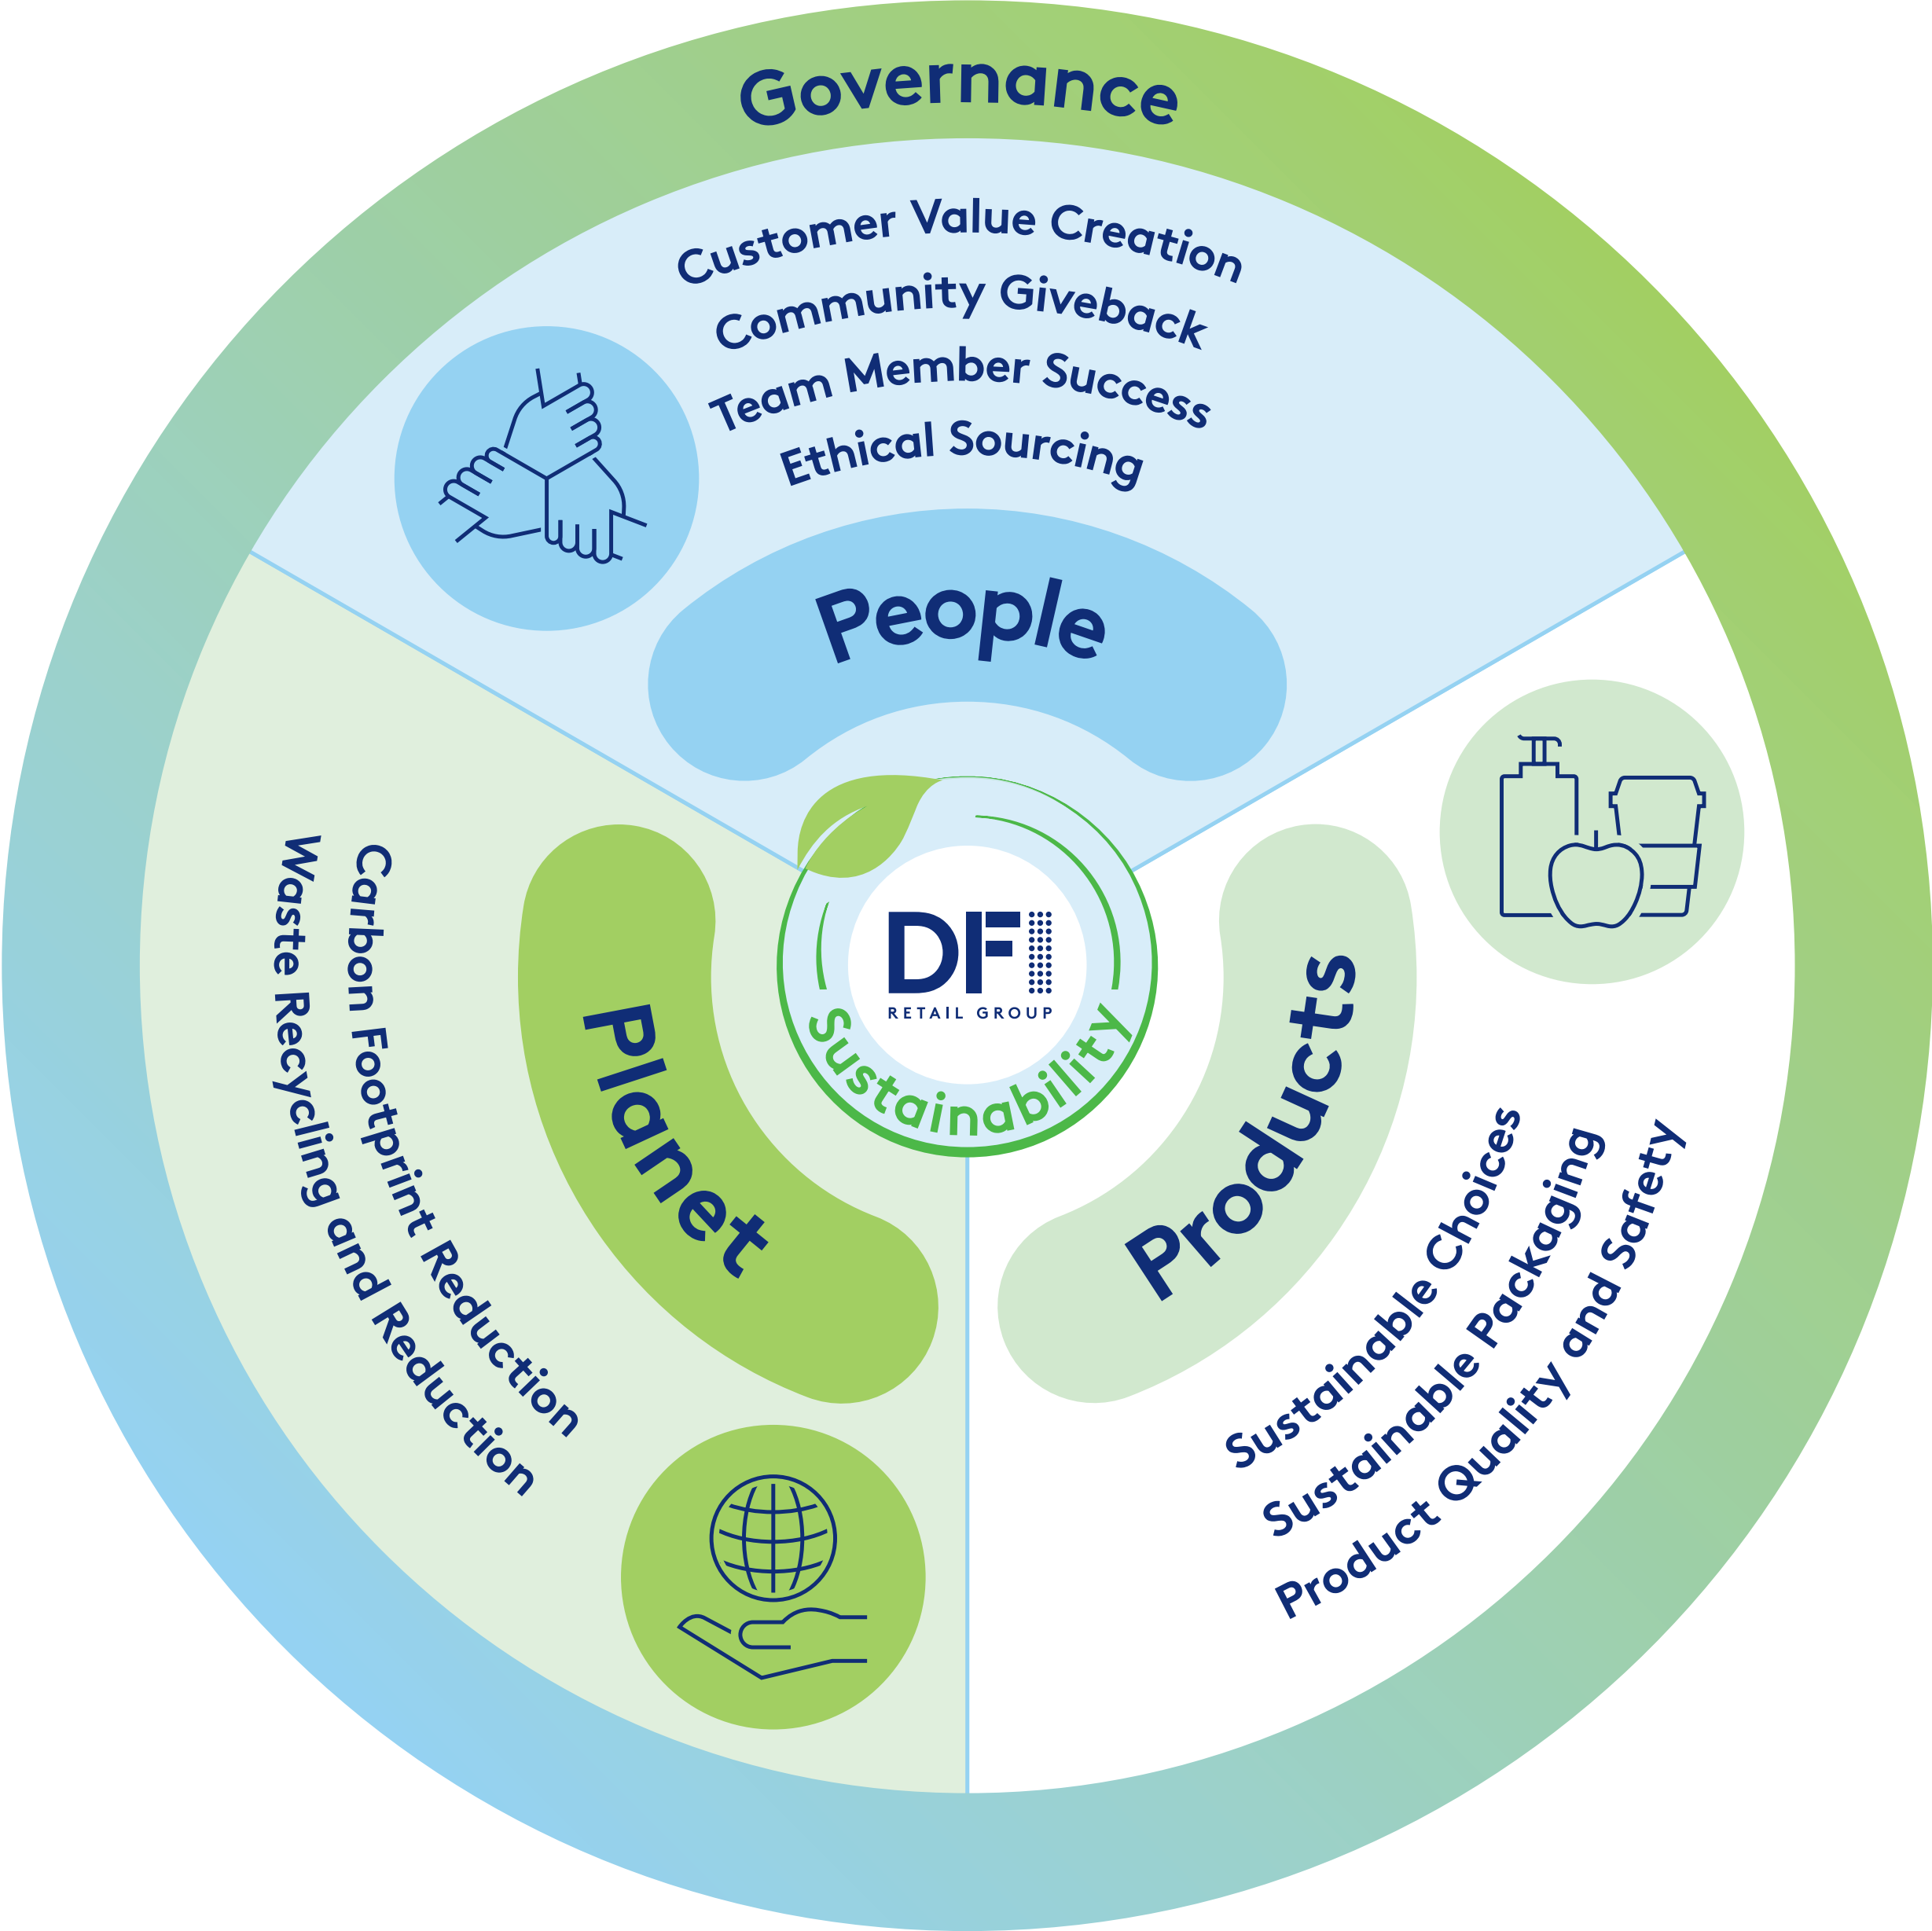 Governance
Customer Value Creation
Community Giveback
Team Member Success
Ethical Sourcing
People
DFI
RETAIL GROUP
Sustainability
Planet
Carbon Footprint Reduction
Waste Recycling and Reduction
Products
Sustainable Choices
Sustainable Packaging
Product Quality and Safety